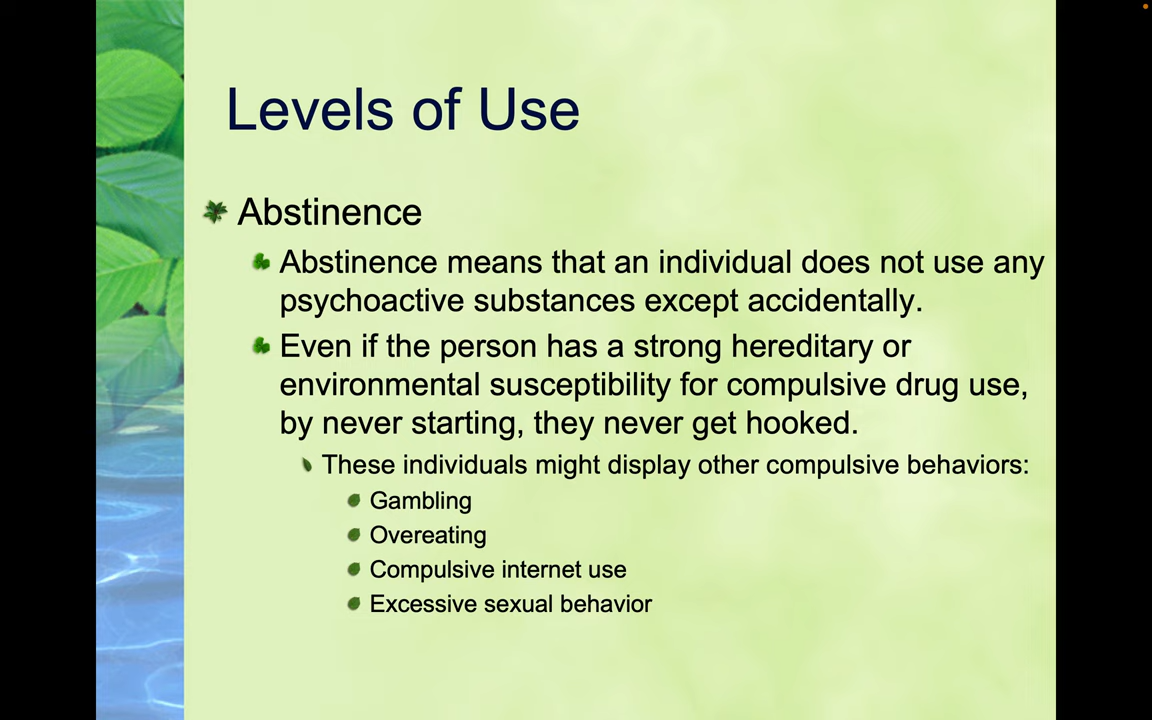 Levels of Use
Abstinence
Abstinence means that an individual does not use any
psychoactive substances except accidentally.
Even if the person has a strong hereditary or
environmental susceptibility for compulsive drug use,
by never starting, they never get hooked.
These individuals might display other compulsive behaviors:
Gambling
Overeating
Compulsive internet use
Excessive sexual behavior